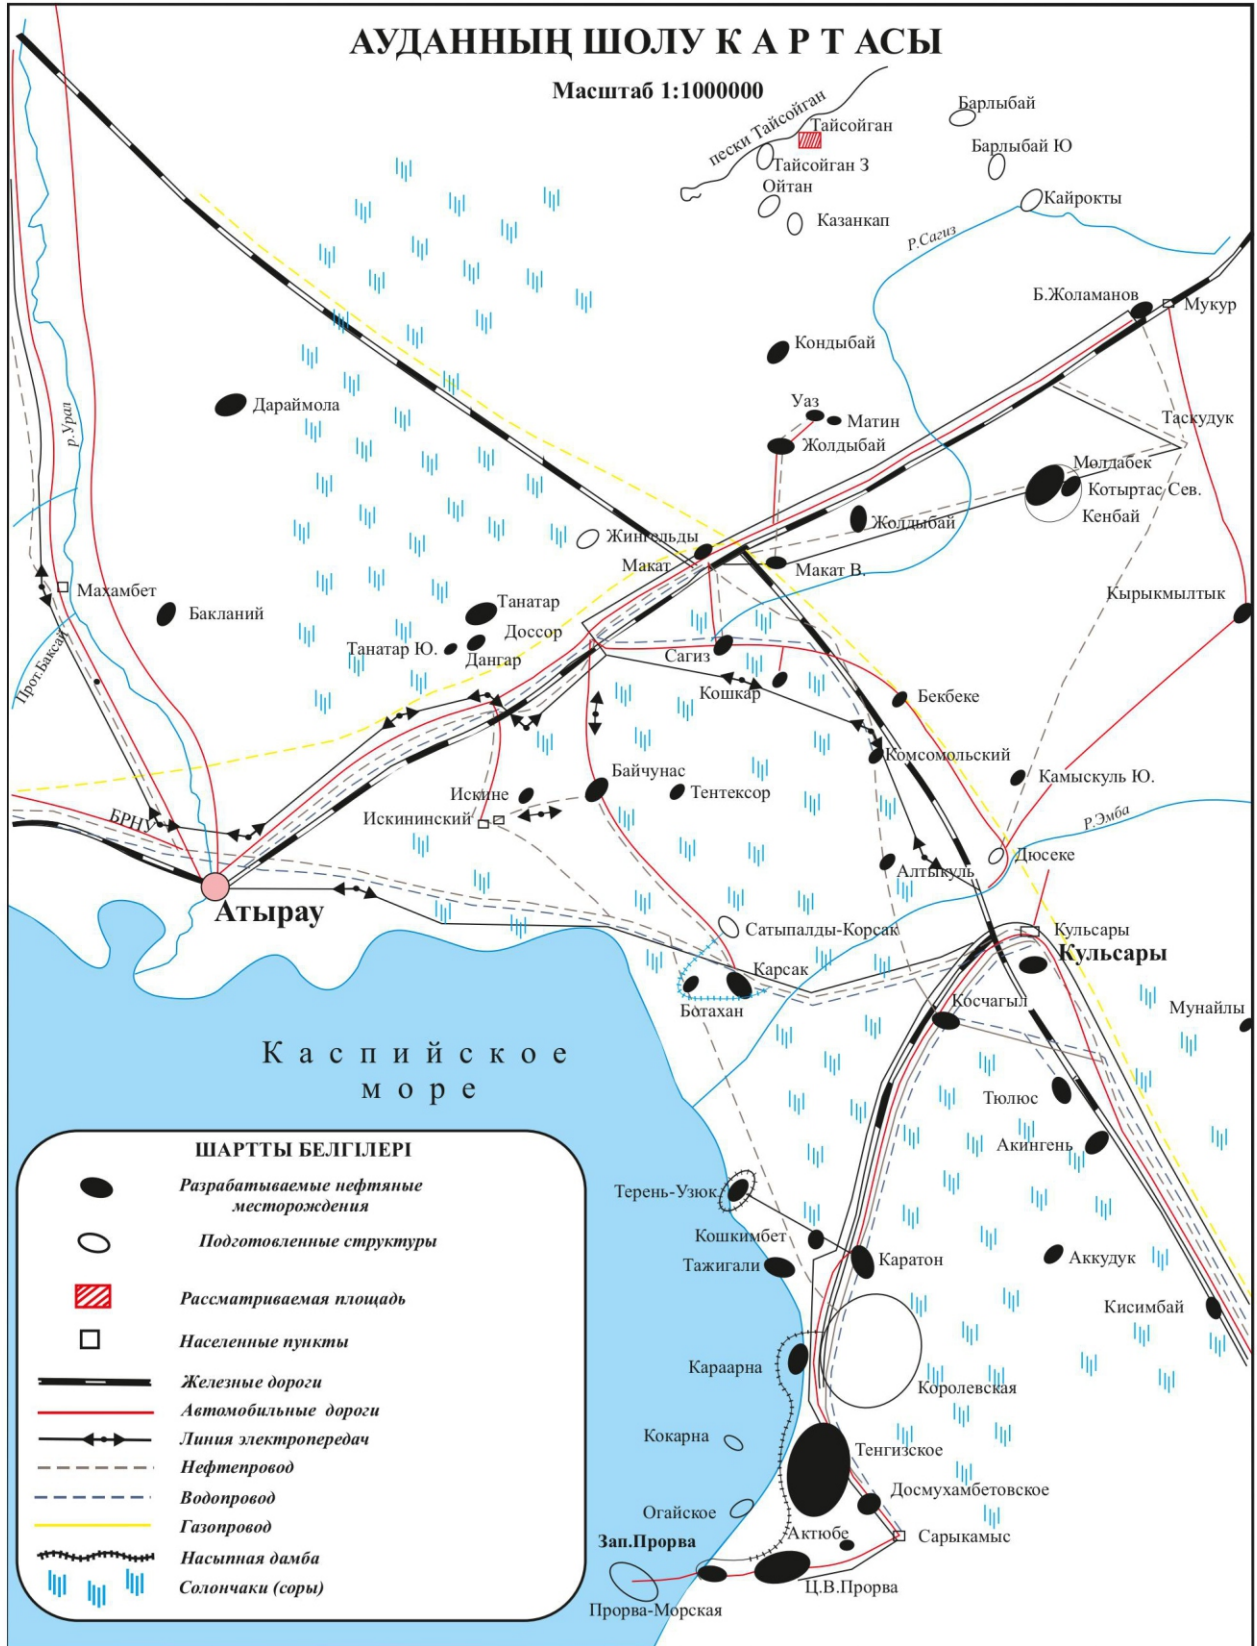 АУДАННЫҢ ШОЛУ К А Р Т АСЫ
Масштаб 1:1000000
пески Тайсойган
Тайсойган
Барлыбай
Барлыбай Ю
Тайсойган З
Ойтан
Казанкап
Кайрокты
Р.Сагиз
Б.Жоламанов
Мукур
Кондыбай
Уаз
Матин
Жолдыбай
Таскудук
Дараймола
р.Урал
Молдабек
Котыртас Сев.
Кенбай
Жолдыбай
Жингельды
Макат
Макат В.
Махамбет
Бакланий
Танатар
Доссор
Танатар Ю.
Дангар
Кырыкмылтык
Прот.Баксай
Сагиз
Кошкар
Бекбеке
Комсомольский
Байчунас
Искине
Тентексор
Камыскуль Ю.
Искининский
БРНУ
Р.Эмба
Дюсеке
Алтыкуль
Атырау
Сатыпалды-Корсак
Кульсары
Кульсары
Карсак
Ботахан
Косчагыл
Мунайлы
Каспийское
море
Тюлюс
Акингень
Терень-Узюк
Кошкимбет
Тажигали
Каратон
Аккудук
Кисимбай
Караарна
Королевская
Кокарна
Тенгизское
Огайское
Досмухамбетовское
Зап.Прорва
Актюбе
Сарыкамыс
Ц.В.Прорва
Прорва-Морская
ШАРТТЫ БЕЛГІЛЕРІ
Разрабатываемые нефтяные
месторождения
Подготовленные структуры
Рассматриваемая площадь
Населенные пункты
Железные дороги
Автомобильные дороги
Линия электропередач
Нефтепровод
Водопровод
Газопровод
Насыпная дамба
Солончаки (соры)